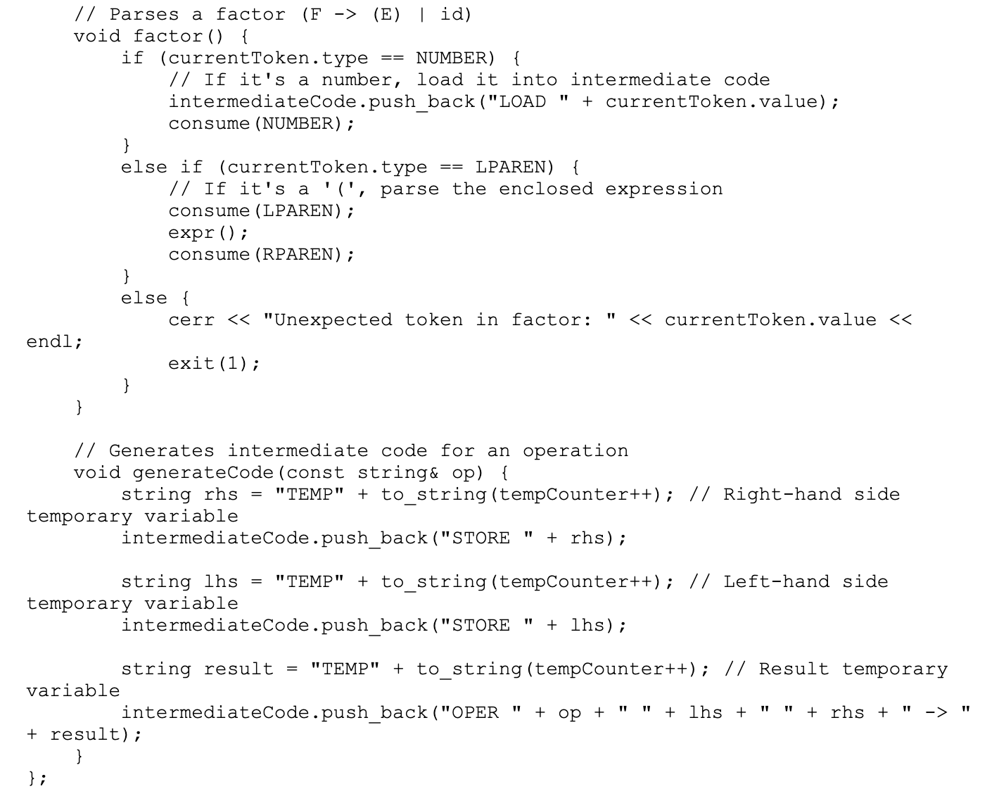 // Parses a factor (F -> (E) | id)
    void factor() {
        if (currentToken.type == NUMBER) {
            // If it's a number, load it into intermediate code
            intermediateCode.push_back("LOAD " + currentToken.value);
            consume(NUMBER);
        }
        else if (currentToken.type == LPAREN) {
            // If it's a '(', parse the enclosed expression
            consume(LPAREN);
            expr();
            consume(RPAREN);
        }
        else {
            cerr << "Unexpected token in factor: " << currentToken.value <<
endl;
            exit(1);
        }
    }

    // Generates intermediate code for an operation
    void generateCode(const string& op) {
        string rhs = "TEMP" + to_string(tempCounter++); // Right-hand side
temporary variable
        intermediateCode.push_back("STORE " + rhs);

        string lhs = "TEMP" + to_string(tempCounter++); // Left-hand side
temporary variable
        intermediateCode.push_back("STORE " + lhs);

        string result = "TEMP" + to_string(tempCounter++); // Result temporary
variable
        intermediateCode.push_back("OPER " + op + " " + lhs + " " + rhs + " -> "
+ result);
    }
};